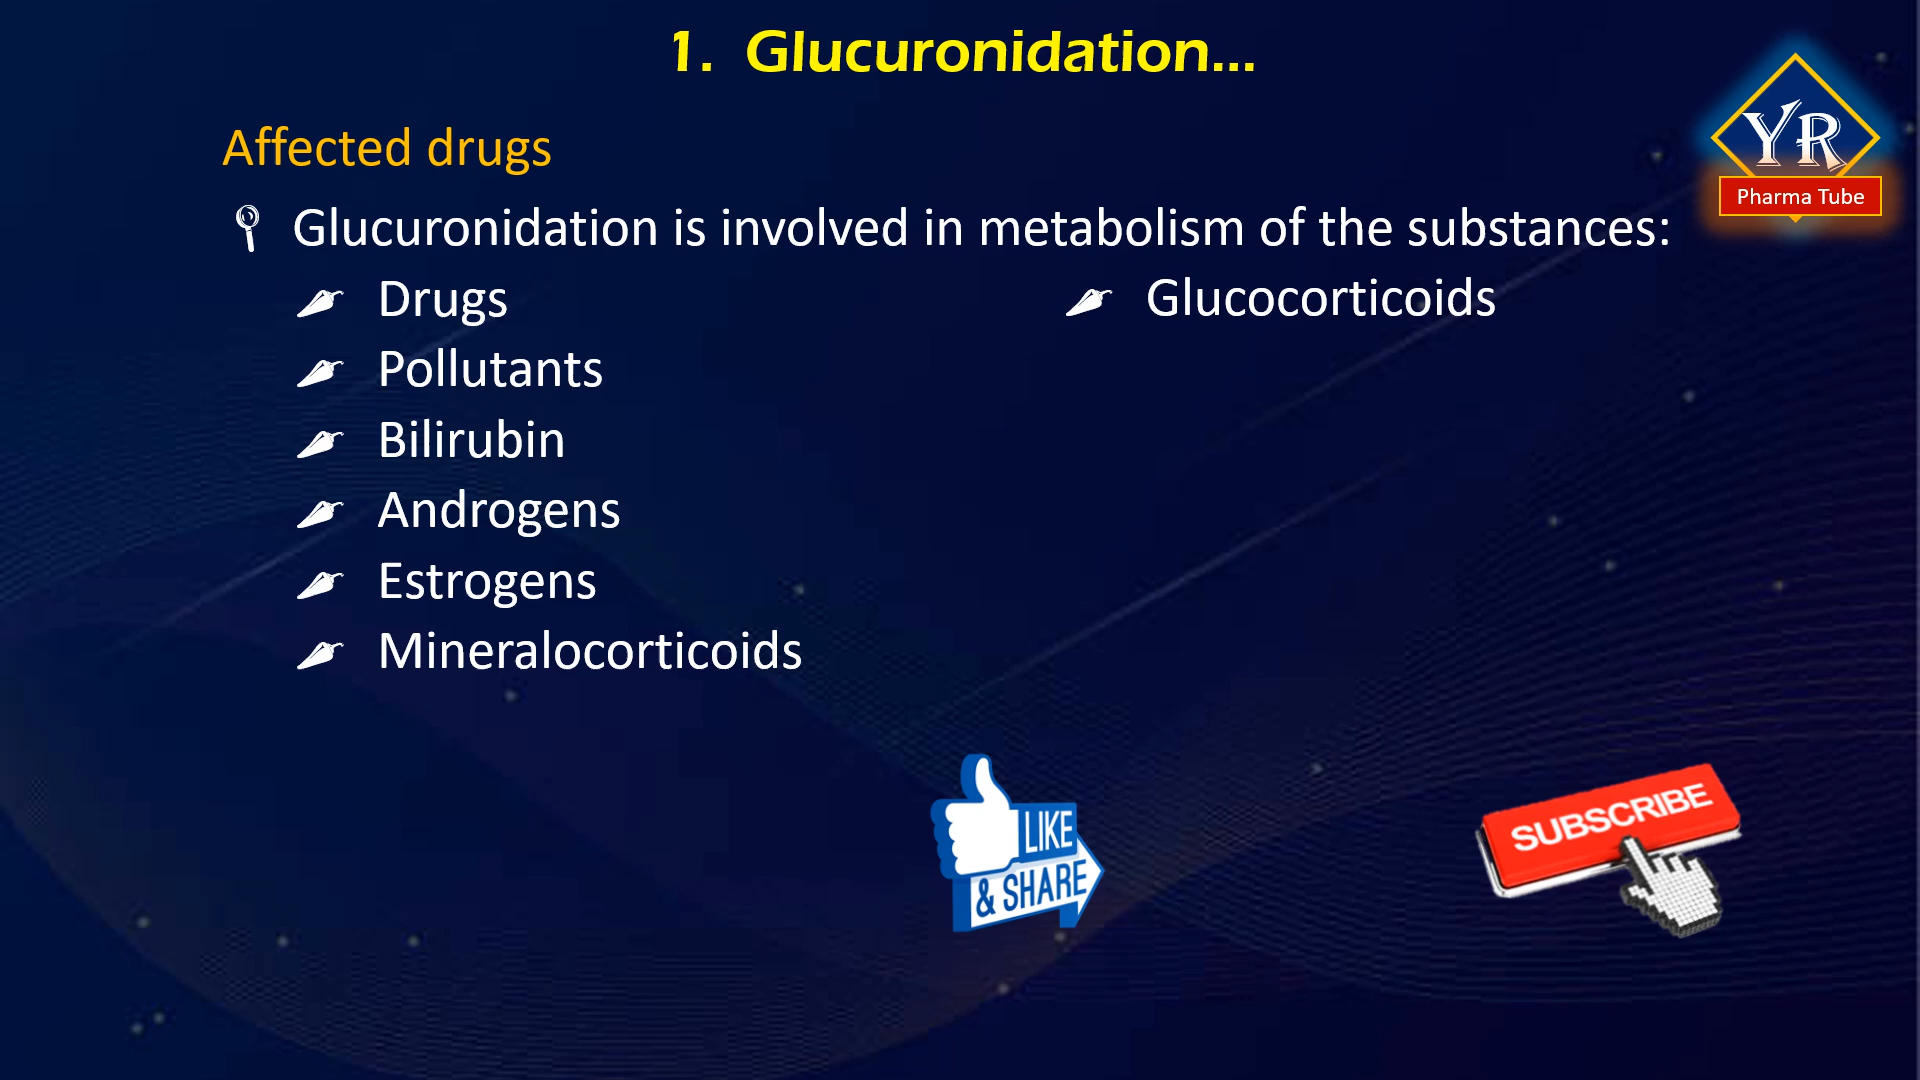 1. Glucuronidation...
YR
Pharma Tube
Affected drugs
Glucuronidation is involved in metabolism of the substances:
Drugs
Pollutants
Bilirubin
Androgens
Estrogens
Mineralocorticoids
Glucocorticoids
LIKE
& SHARE
SUBSCRIBE